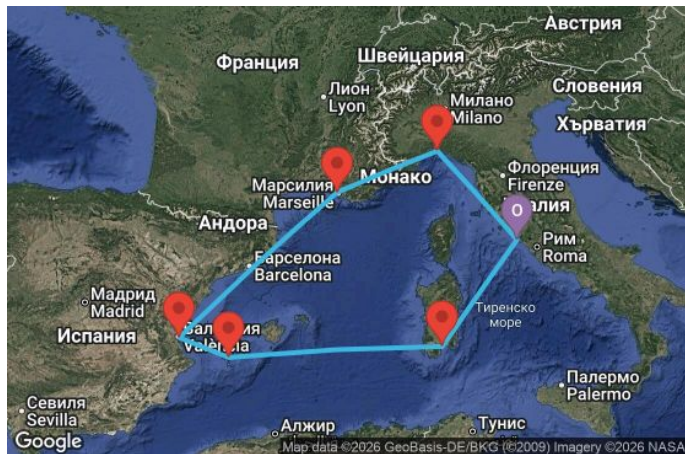 Австрия
Швейцария
Франция
Словения
Лион
Lyon
Милано
Milano
Хърватия
Флоренция
Firenze
Марсилия
Marseille
Монако
О
Андора
Рим
Roma
Барселона
Barcelona
Мадрид
Madrid
Тиренско
море
Испания
València
Палермо
Palermo
Севиля
Sevilla
Алжир
Тунис
Google
Map data ©2026 GeoBasis-DE/BKG (©2009) Imagery ©2026 NASA